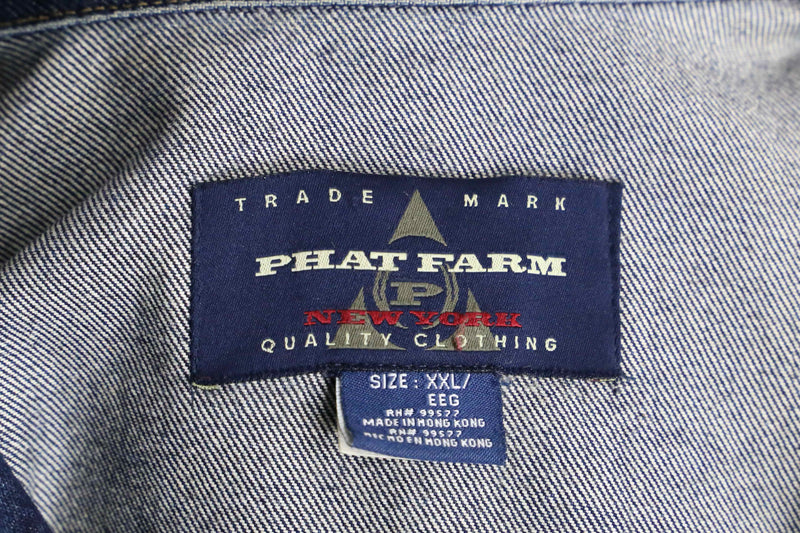 TRADE MARK
PHAT FARM
P
NEW YORK
QUALITY CLOTHING
SIZE: XXL/
EEG
RN# 99577
MADE IN HONG KONG
RN# 99577
HECHO EN HONG KONG